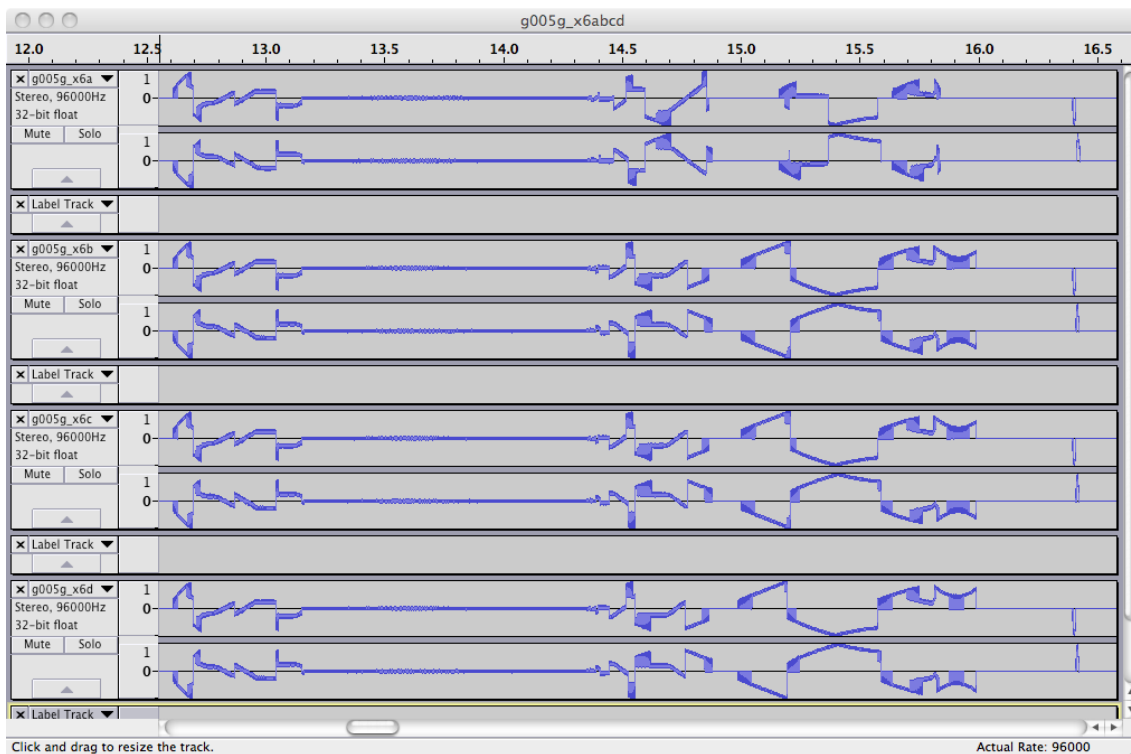 g005g_x6abcd
12.0 12.5 13.0 13.5 14.0 14.5 15.0 15.5 16.0 16.5
g005g_x6a
Stereo, 96000Hz
32-bit float
Mute Solo
1
0
1
0
Label Track
g005g_x6b
Stereo, 96000Hz
32-bit float
Mute Solo
1
0
1
0
Label Track
g005g_x6c
Stereo, 96000Hz
32-bit float
Mute Solo
1
0
1
0
Label Track
g005g_x6d
Stereo, 96000Hz
32-bit float
Mute Solo
1
0
1
0
Label Track
Click and drag to resize the track. Actual Rate: 96000